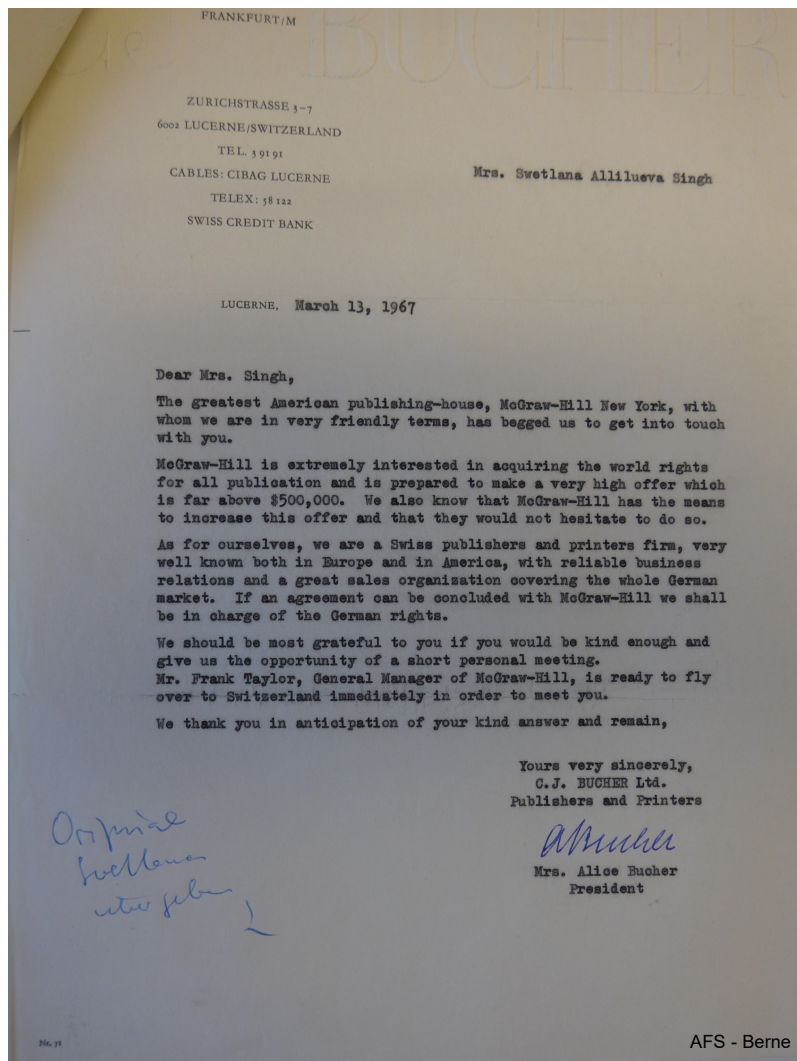 FRANKFURT/M
BUCHER
ZURICHSTRASSE 3–7
6002 LUCERNE/SWITZERLAND
TEL. 3 91 91
CABLES: CIBAG LUCERNE
TELEX: 58 122
SWISS CREDIT BANK
Mrs. Swetlana Allilueva Singh
LUCERNE, March 13, 1967
Dear Mrs. Singh,
The greatest American publishing-house, McGraw-Hill New York, with
whom we are in very friendly terms, has begged us to get into touch
with you.
McGraw-Hill is extremely interested in acquiring the world rights
for all publication and is prepared to make a very high offer which
is far above $500,000. We also know that McGraw-Hill has the means
to increase this offer and that they would not hesitate to do so.
As for ourselves, we are a Swiss publishers and printers firm, very
well known both in Europe and in America, with reliable business
relations and a great sales organization covering the whole German
market. If an agreement can be concluded with McGraw-Hill we shall
be in charge of the German rights.
We should be most grateful to you if you would be kind enough and
give us the opportunity of a short personal meeting.
Mr. Frank Taylor, General Manager of McGraw-Hill, is ready to fly
over to Switzerland immediately in order to meet you.
We thank you in anticipation of your kind answer and remain,
Yours very sincerely,
C.J. BUCHER Ltd.
Publishers and Printers
ABucher
Mrs. Alice Bucher
President
Original
Svetlana
übergeben
Nr. 71
AFS - Berne